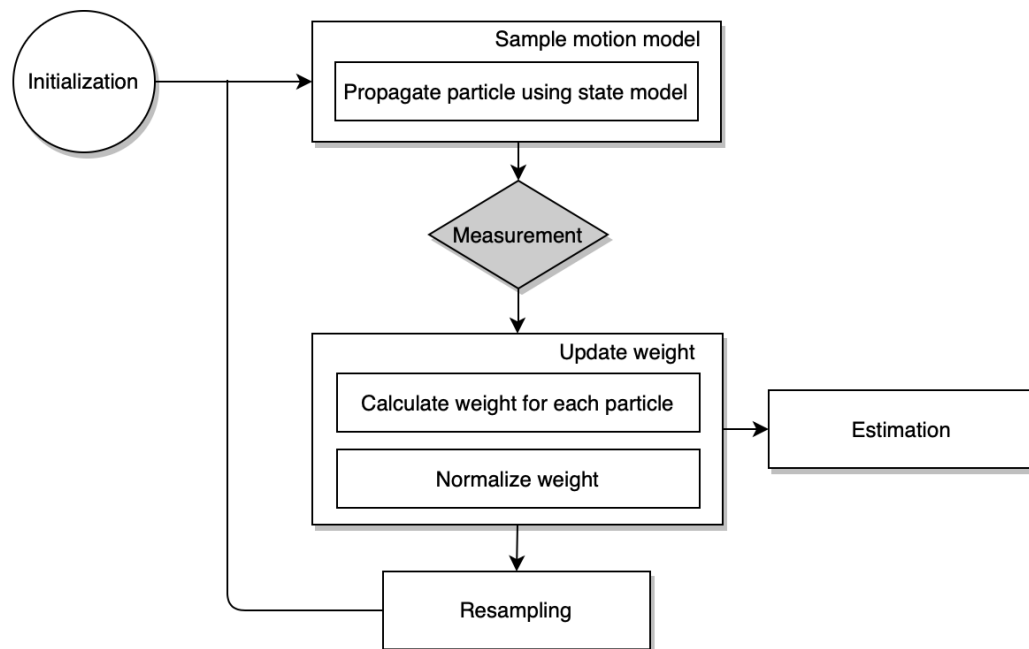 Initialization
Sample motion model
Propagate particle using state model
Measurement
Update weight
Calculate weight for each particle
Normalize weight
Estimation
Resampling